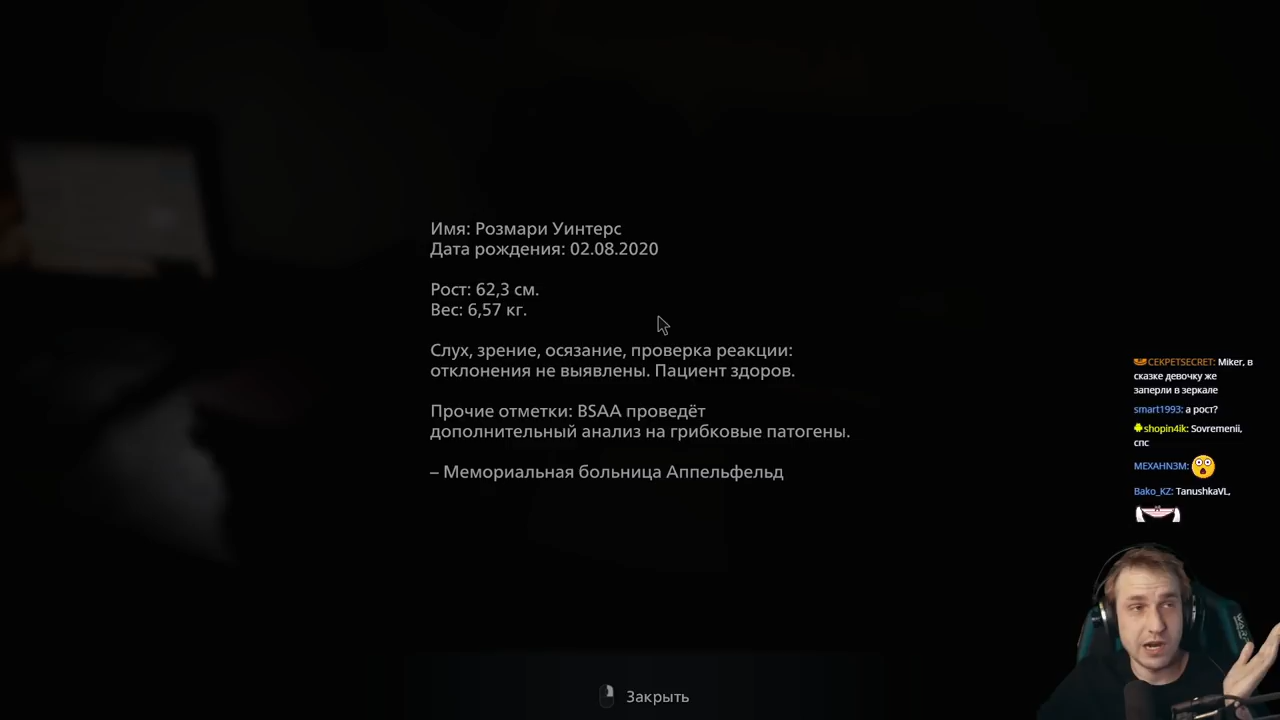 Имя: Розмари Уинтерс
Дата рождения: 02.08.2020
Рост: 62,3 см.
Вес: 6,57 кг.
Слух, зрение, осязание, проверка реакции:
отклонения не выявлены. Пациент здоров.
Прочие отметки: BSAA проведёт
дополнительный анализ на грибковые патогены.
– Мемориальная больница Аппельфельд
CEKPETSECRET: Miker, в
сказке девочку же
заперли в зеркале
smart1993: а рост?
shopin4ik: Sovremenii,
спс
MEXAHN3M:
Bako_KZ: TanushkaVL,
Закрыть